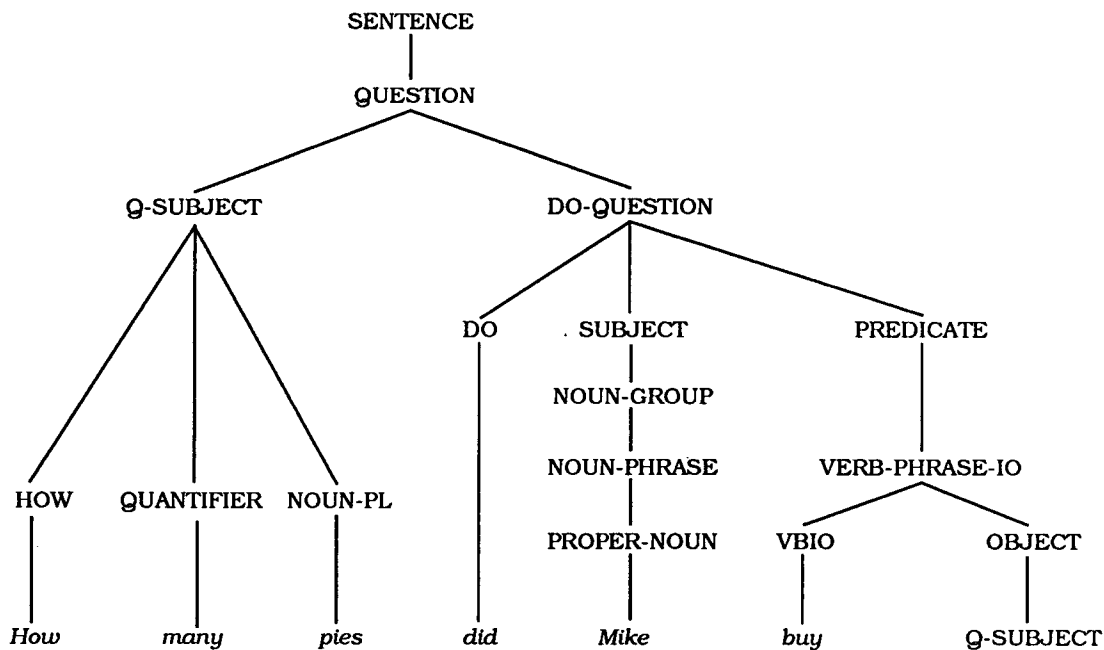 SENTENCE
QUESTION
Q-SUBJECT DO-QUESTION
DO SUBJECT PREDICATE
NOUN-GROUP
NOUN-PHRASE VERB-PHRASE-IO
HOW QUANTIFIER NOUN-PL
PROPER-NOUN VBIO OBJECT
How many pies did Mike buy Q-SUBJECT